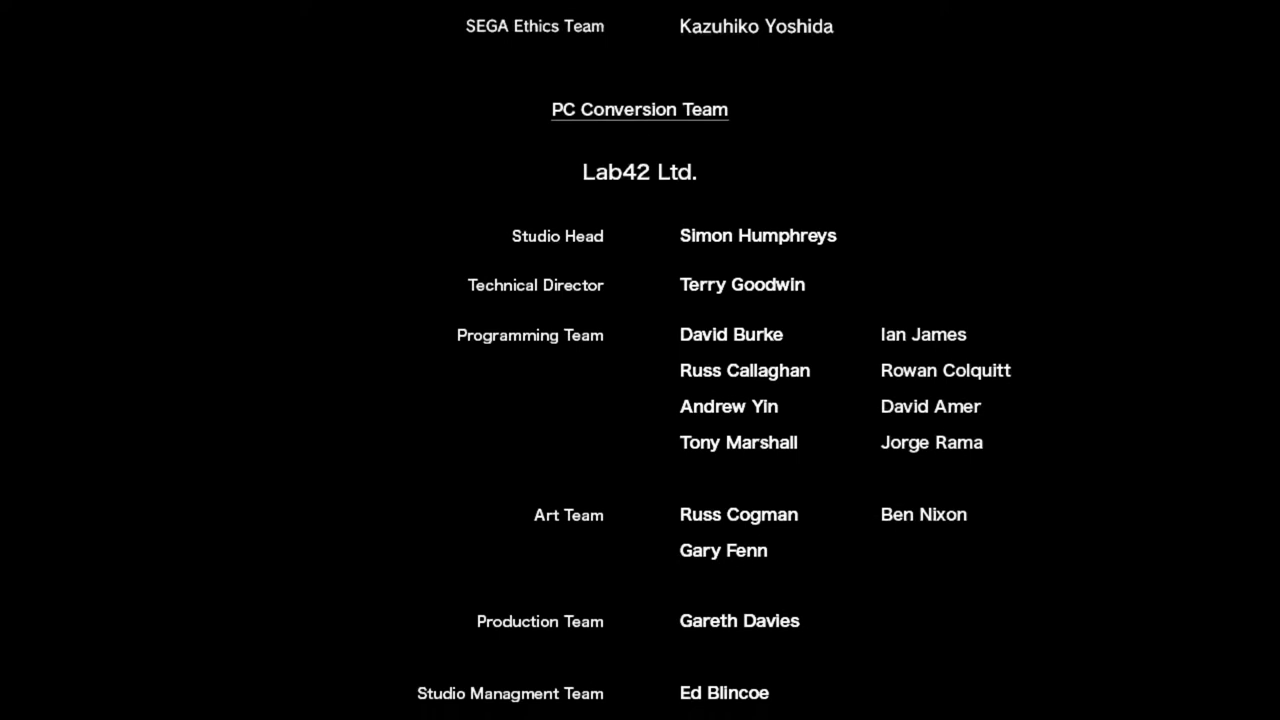 SEGA Ethics Team Kazuhiko Yoshida
PC Conversion Team
Lab42 Ltd.
Studio Head Simon Humphreys
Technical Director Terry Goodwin
Programming Team David Burke Ian James
Russ Callaghan Rowan Colquitt
Andrew Yin David Amer
Tony Marshall Jorge Rama
Art Team Russ Cogman Ben Nixon
Gary Fenn
Production Team Gareth Davies
Studio Managment Team Ed Blincoe